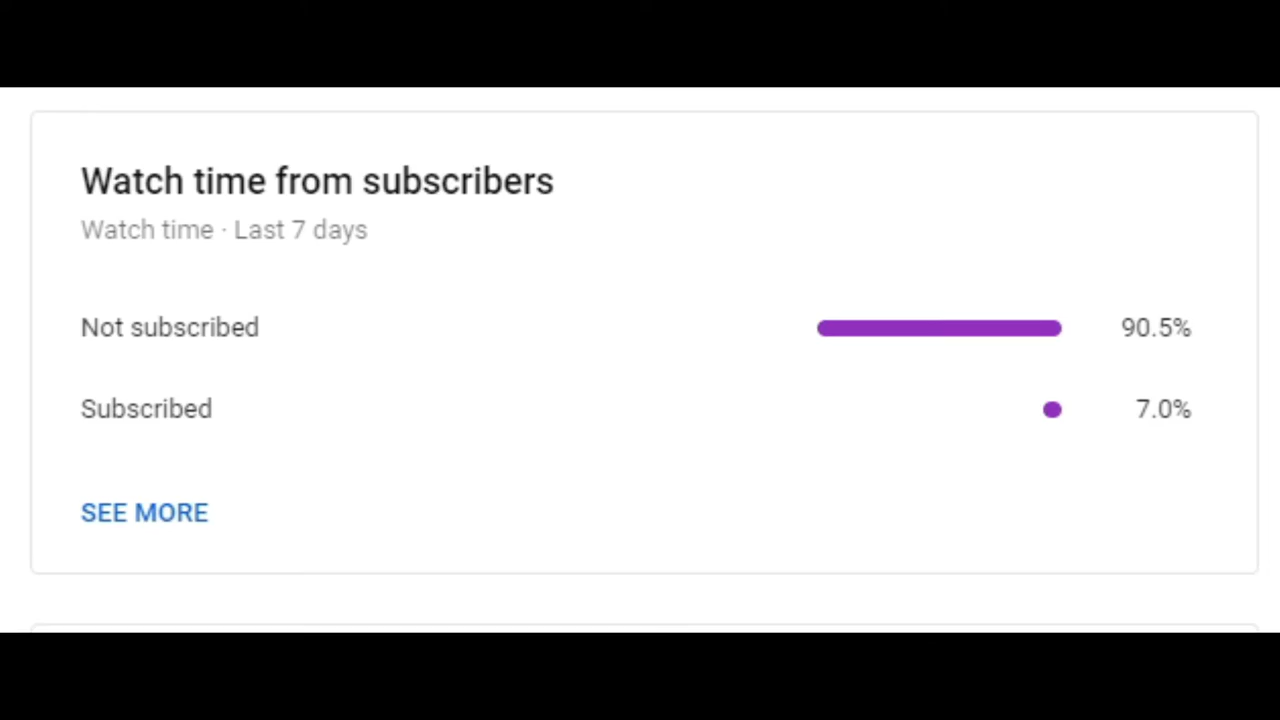 Watch time from subscribers
Watch time · Last 7 days
Not subscribed 90.5%
Subscribed 7.0%
SEE MORE